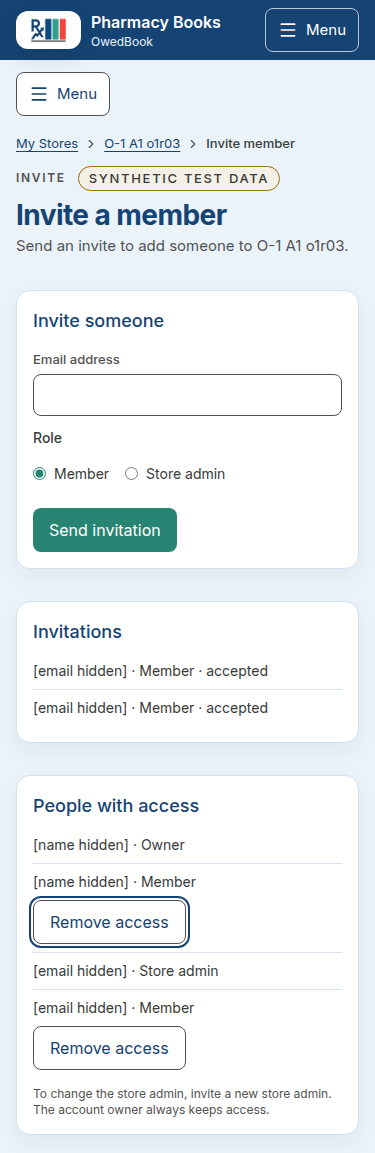 Rx
Pharmacy Books
OwedBook
Menu
Menu
My Stores > O-1 A1 o1r03 > Invite member
INVITE SYNTHETIC TEST DATA
Invite a member
Send an invite to add someone to O-1 A1 o1r03.
Invite someone
Email address
Role
Member Store admin
Send invitation
Invitations
[email hidden] · Member · accepted
[email hidden] · Member · accepted
People with access
[name hidden] · Owner
[name hidden] · Member
Remove access
[email hidden] · Store admin
[email hidden] · Member
Remove access
To change the store admin, invite a new store admin.
The account owner always keeps access.